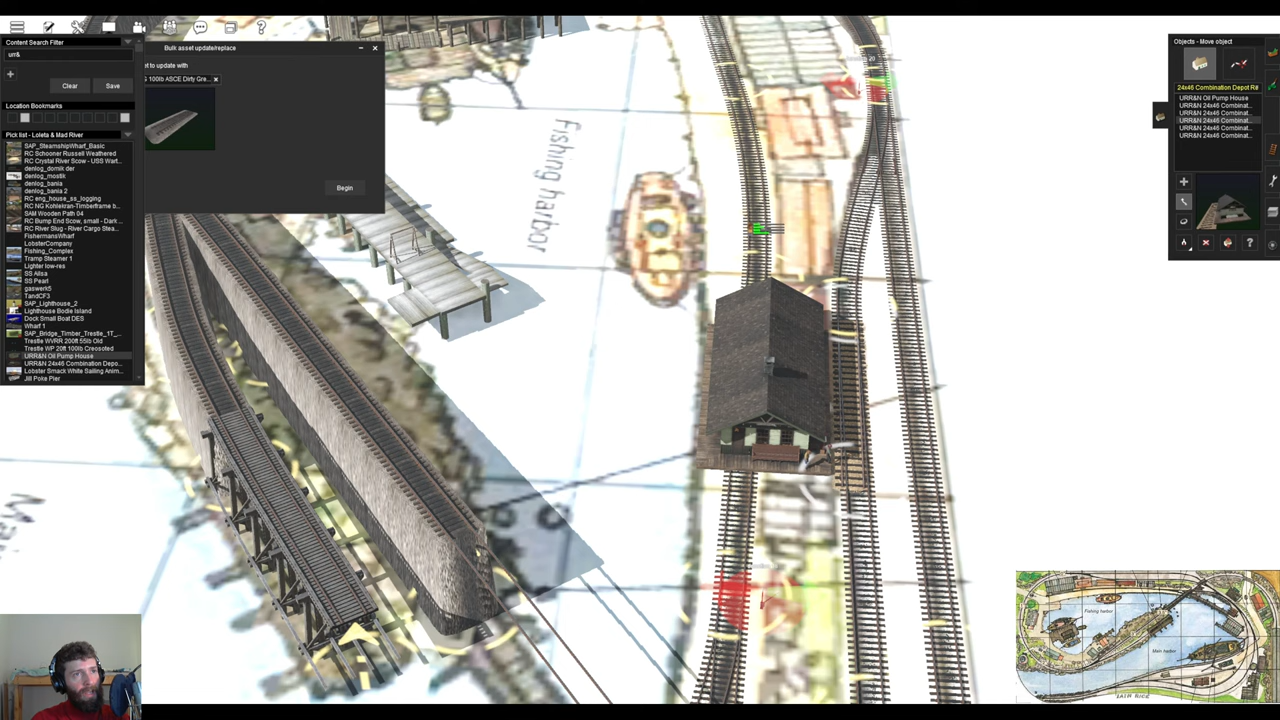 Content Search Filter
urr&
Clear
Save
Location Bookmarks
Pick list - Loleta & Mad River
SAP_SteamshipWharf_Basic
RC Schooner Russell Weathered
RC Crystal River Scow - USS Wart...
denlog_dornik der
denlog_mostik
denlog_bania
denlog_bania 2
RC eng_house_ss_logging
RC NG Kohlekran-Timberframe b...
SAM Wooden Path 04
RC Bump End Scow, small - Dark ...
RC River Slug - River Cargo Stea...
FishermansWharf
LobsterCompany
Fishing_Complex
Tramp Steamer 1
Lighter low-res
SS Ailsa
SS Pearl
gaswerk5
TandCF3
SAP_Lighthouse_2
Lighthouse Bodie Island
Dock Small Boat DES
Wharf 1
SAP_Bridge_Timber_Trestle_1T_...
Trestle WVRR 200ft 55lb Old
Trestle WP 20ft 100lb Creosoted
URR&N Oil Pump House
URR&N 24x46 Combination Depo...
Lobster Smack White Sailing Anim...
Jill Poke Pier
Bulk asset update/replace
et to update with
100lb ASCE Dirty Gre...
Begin
Fishing harbor
20
Objects - Move object
24x46 Combination Depot R
URR&N Oil Pump House
URR&N 24x46 Combinat...
URR&N 24x46 Combinat...
URR&N 24x46 Combinat...
URR&N 24x46 Combinat...
URR&N 24x46 Combinat...
Fishing harbor
Main harbor